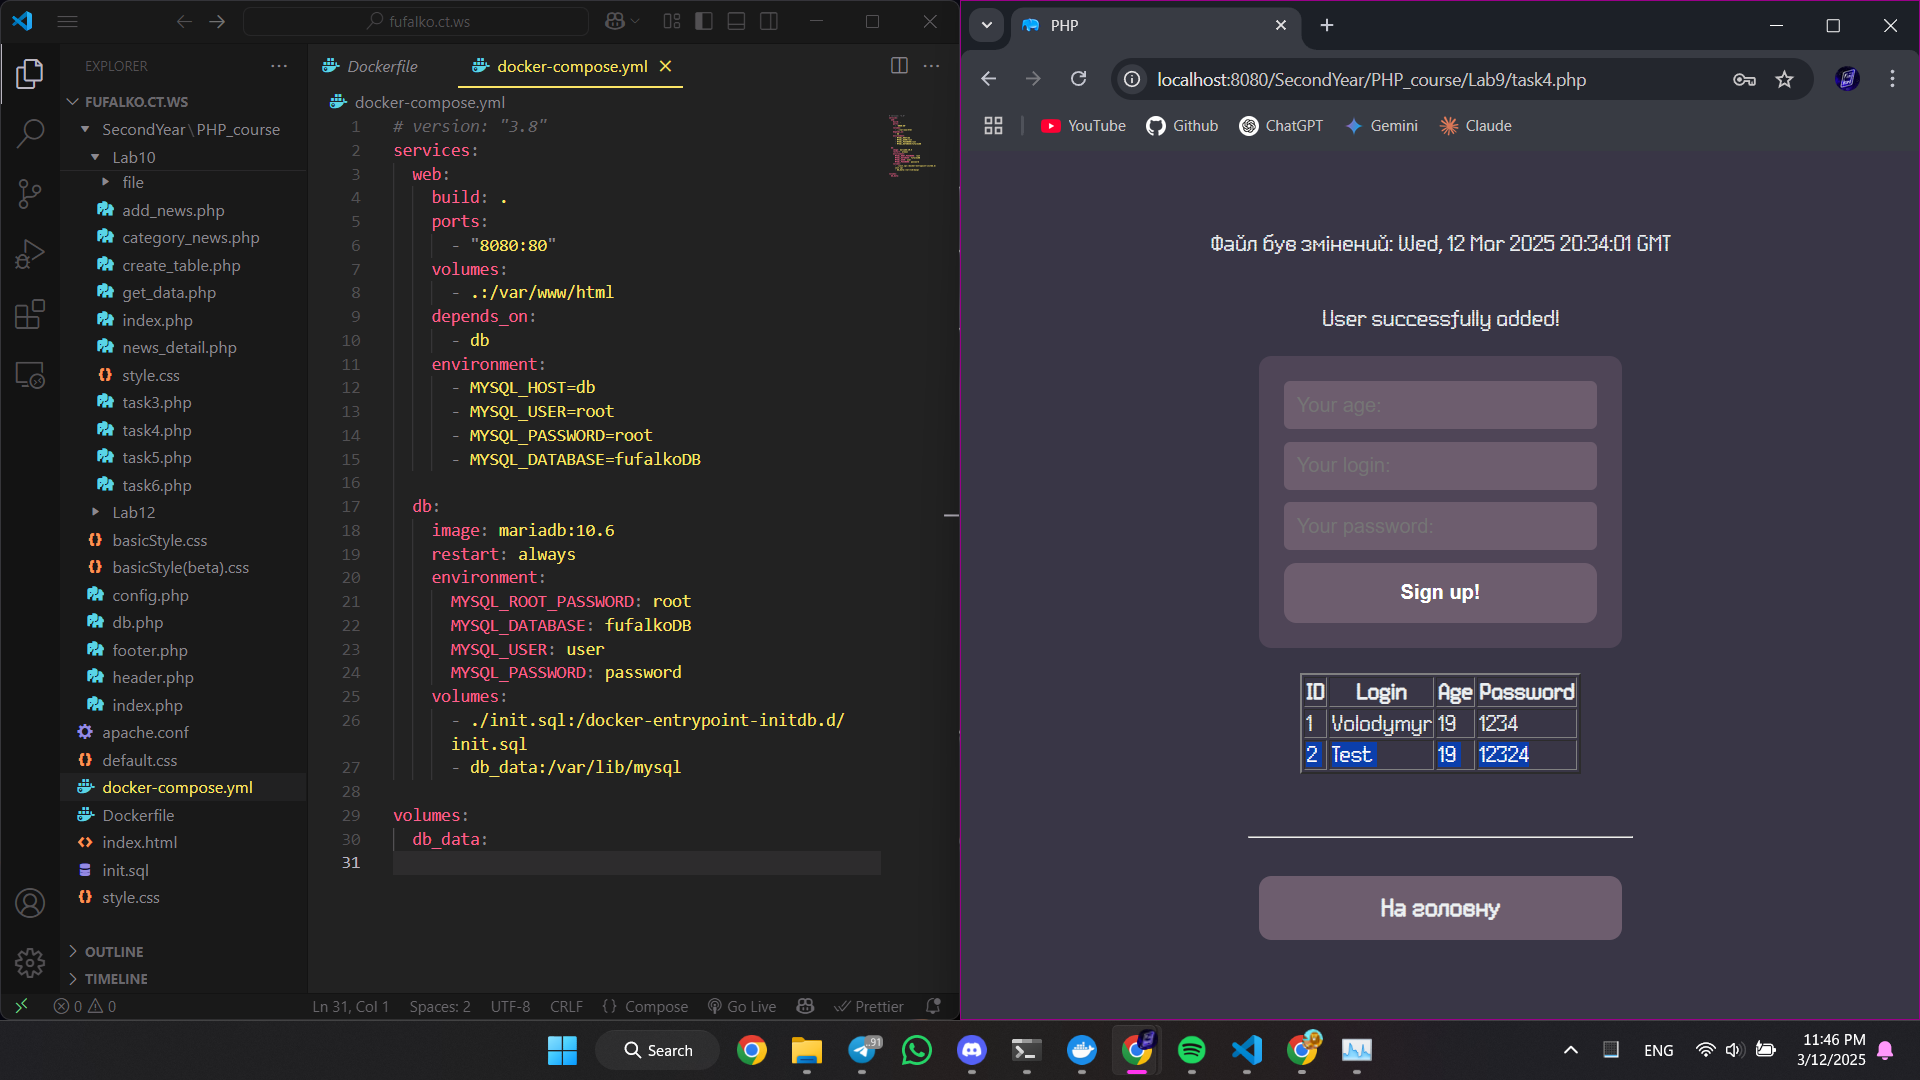 fufalko.ct.ws
EXPLORER
FUFALKO.CT.WS
SecondYear\PHP_course
Lab10
file
add_news.php
category_news.php
create_table.php
get_data.php
index.php
news_detail.php
style.css
task3.php
task4.php
task5.php
task6.php
Lab12
basicStyle.css
basicStyle(beta).css
config.php
db.php
footer.php
header.php
index.php
apache.conf
default.css
docker-compose.yml
Dockerfile
index.html
init.sql
style.css
OUTLINE
TIMELINE
Dockerfile
docker-compose.yml
docker-compose.yml
1 # version: "3.8"
2 services:
3 web:
4 build: .
5 ports:
6 - "8080:80"
7 volumes:
8 - .:/var/www/html
9 depends_on:
10 - db
11 environment:
12 - MYSQL_HOST=db
13 - MYSQL_USER=root
14 - MYSQL_PASSWORD=root
15 - MYSQL_DATABASE=fufalkoDB
16
17 db:
18 image: mariadb:10.6
19 restart: always
20 environment:
21 MYSQL_ROOT_PASSWORD: root
22 MYSQL_DATABASE: fufalkoDB
23 MYSQL_USER: user
24 MYSQL_PASSWORD: password
25 volumes:
26 - ./init.sql:/docker-entrypoint-initdb.d/
init.sql
27 - db_data:/var/lib/mysql
28
29 volumes:
30 db_data:
31
0 0 Ln 31, Col 1 Spaces: 2 UTF-8 CRLF {} Compose Go Live Prettier
PHP
localhost:8080/SecondYear/PHP_course/Lab9/task4.php
YouTube Github ChatGPT Gemini Claude
Файл був змінений: Wed, 12 Mar 2025 20:34:01 GMT
User successfully added!
Your age:
Your login:
Your password:
Sign up!
ID Login Age Password
1 Volodymyr 19 1234
2 Test 19 12324
На головну
Search
91
ENG
11:46 PM
3/12/2025